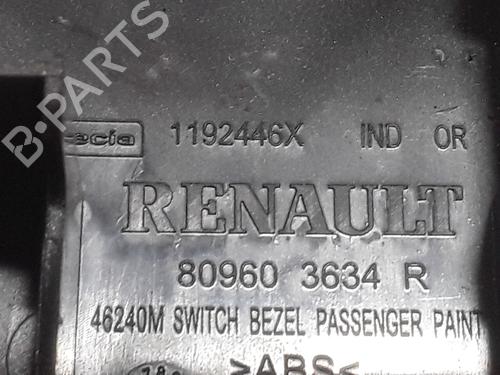 B-PARTS
ecia 1192446X IND OR
RENAULT
80960 3634 R
46240M SWITCH BEZEL PASSENGER PAINT
>ABS<